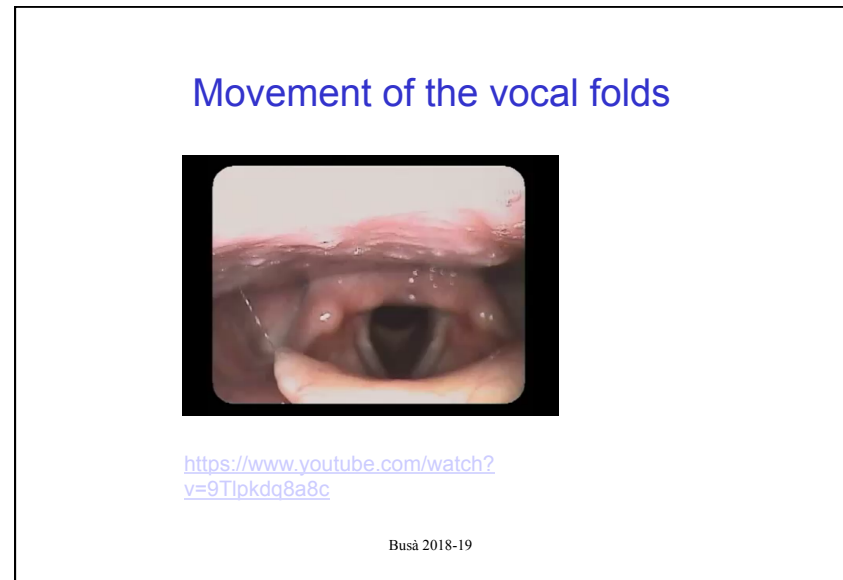 Movement of the vocal folds
https://www.youtube.com/watch?
v=9Tlpkdq8a8c
Busà 2018-19